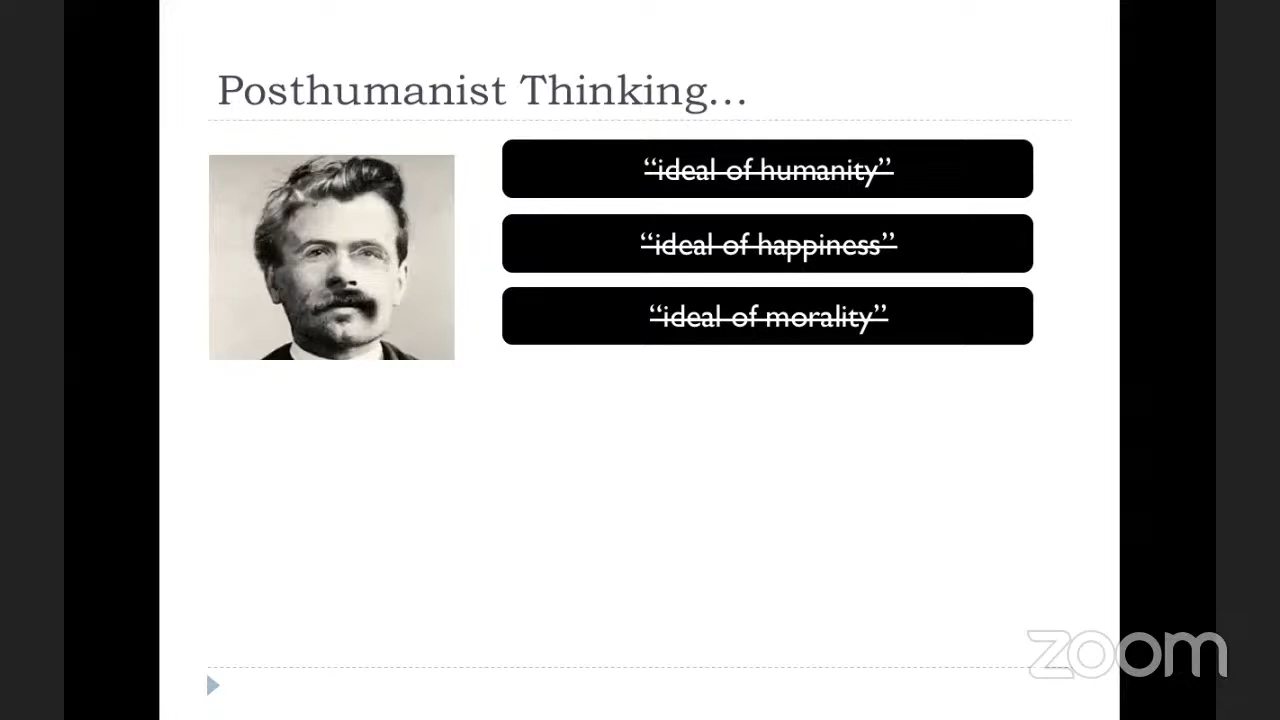 Posthumanist Thinking…
“ideal of humanity”
“ideal of happiness”
“ideal of morality”
zoom